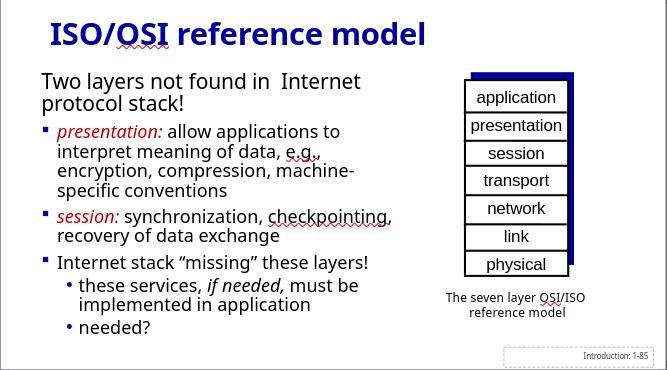 ISO/OSI reference model
Two layers not found in  Internet
protocol stack!
▪ presentation: allow applications to
interpret meaning of data, e.g.,
encryption, compression, machine-
specific conventions
▪ session: synchronization, checkpointing,
recovery of data exchange
▪ Internet stack “missing” these layers!
• these services, if needed, must be
implemented in application
• needed?
application
presentation
session
transport
network
link
physical
The seven layer OSI/ISO
reference model
Introduction: 1-85